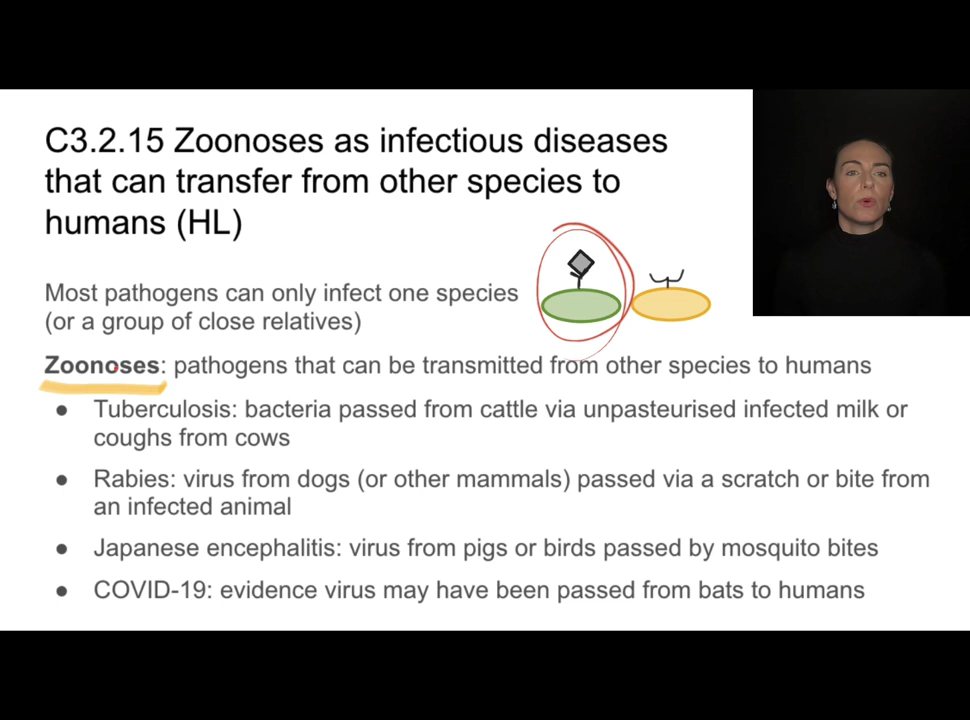 C3.2.15 Zoonoses as infectious diseases
that can transfer from other species to
humans (HL)
Most pathogens can only infect one species
(or a group of close relatives)
Zoonoses: pathogens that can be transmitted from other species to humans
● Tuberculosis: bacteria passed from cattle via unpasteurised infected milk or
coughs from cows
● Rabies: virus from dogs (or other mammals) passed via a scratch or bite from
an infected animal
● Japanese encephalitis: virus from pigs or birds passed by mosquito bites
● COVID-19: evidence virus may have been passed from bats to humans